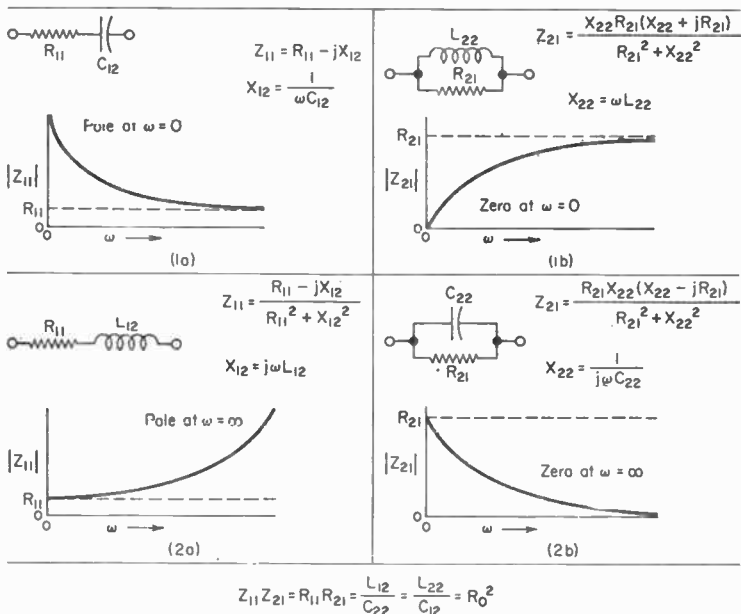 R₁₁
C₁₂
Z₁₁ = R₁₁ − jX₁₂
X₁₂ = 1/(ωC₁₂)
Pole at ω = 0
|Z₁₁|
R₁₁
0
0
ω →
(1a)
L₂₂
R₂₁
Z₂₁ = X₂₂R₂₁(X₂₂ + jR₂₁)/(R₂₁² + X₂₂²)
X₂₂ = ωL₂₂
R₂₁
|Z₂₁|
Zero at ω = 0
0
0
ω →
(1b)
R₁₁
L₁₂
Z₁₁ = (R₁₁ − jX₁₂)/(R₁₁² + X₁₂²)
X₁₂ = jωL₁₂
Pole at ω = ∞
|Z₁₁|
R₁₁
0
0
ω →
(2a)
C₂₂
R₂₁
Z₂₁ = R₂₁X₂₂(X₂₂ − jR₂₁)/(R₂₁² + X₂₂²)
X₂₂ = 1/(jωC₂₂)
R₂₁
|Z₂₁|
Zero at ω = ∞
0
0
ω →
(2b)
Z₁₁Z₂₁ = R₁₁R₂₁ = L₁₂/C₂₂ = L₂₂/C₁₂ = R₀²